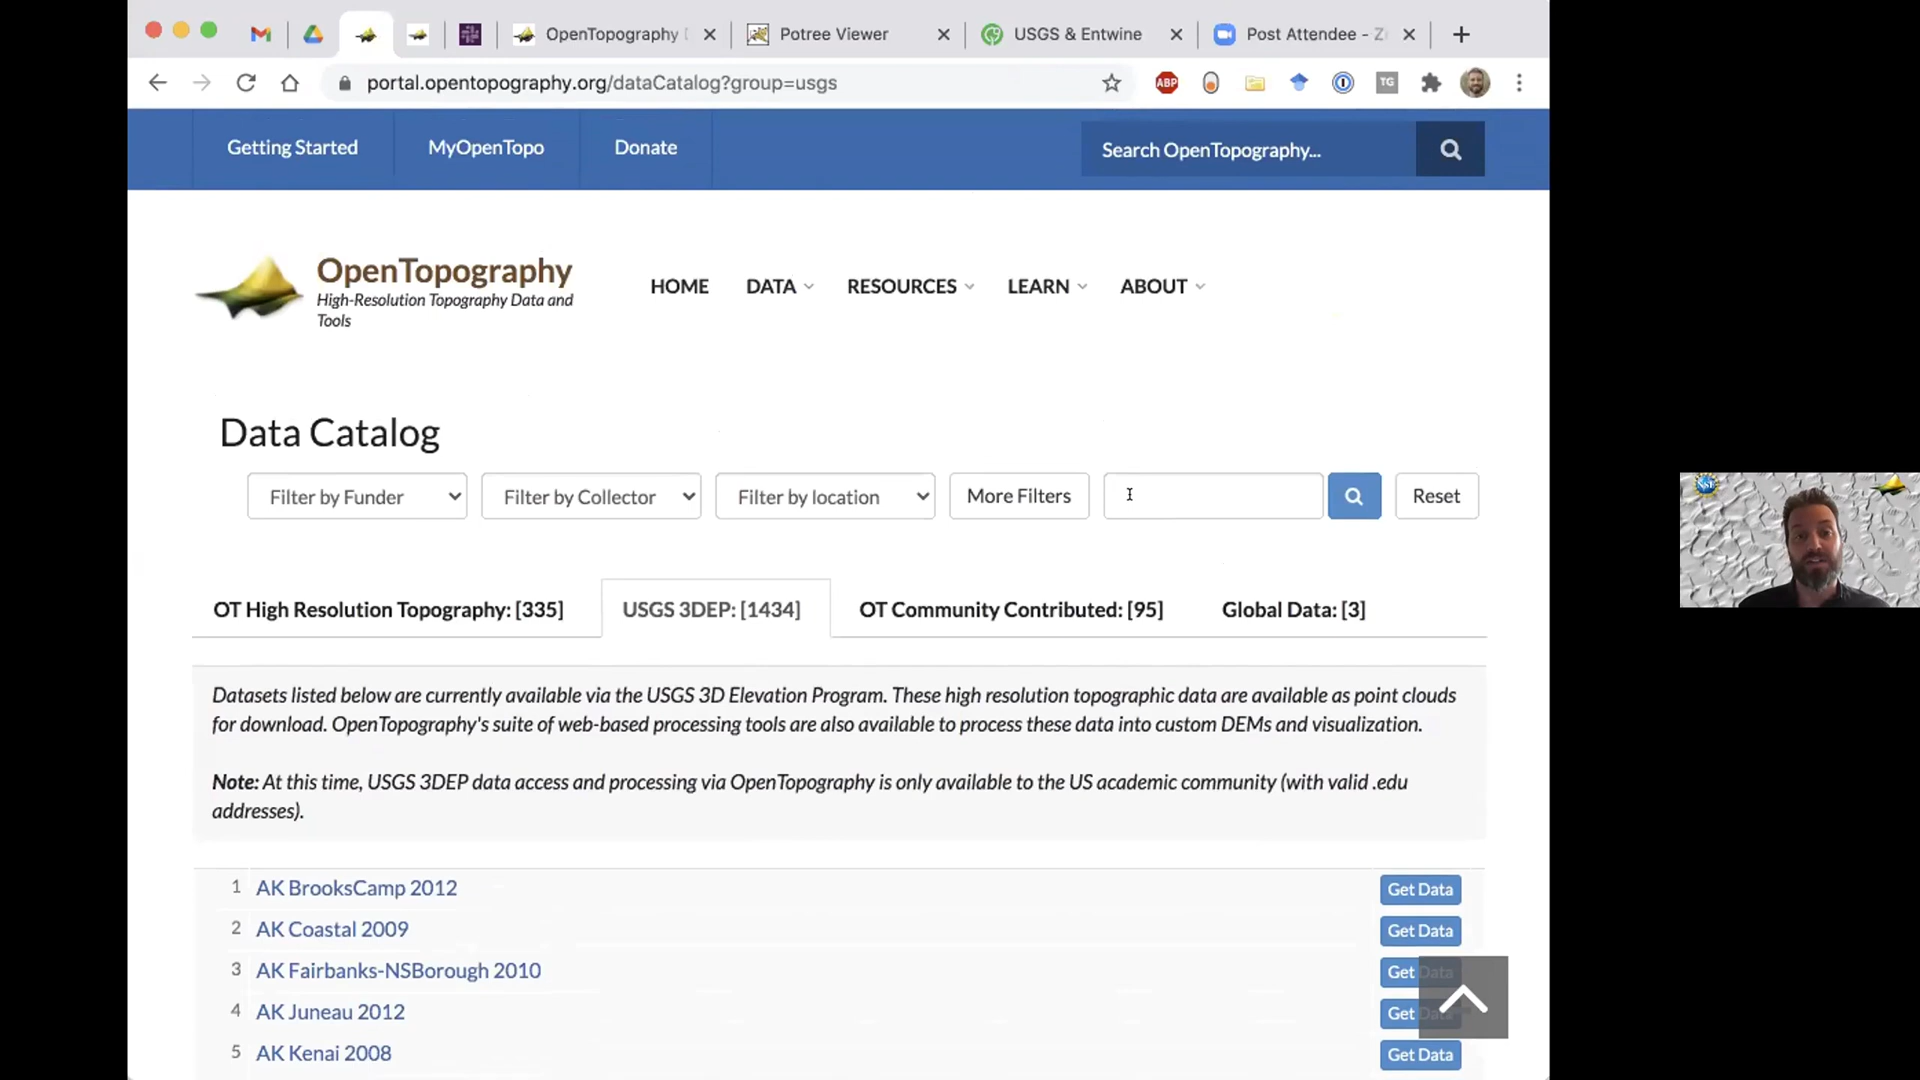 OpenTopography D
Potree Viewer
USGS & Entwine
Post Attendee - Z
portal.opentopography.org/dataCatalog?group=usgs
ABP
TG
Getting Started
MyOpenTopo
Donate
Search OpenTopography...
OpenTopography
High-Resolution Topography Data and
Tools
HOME
DATA
RESOURCES
LEARN
ABOUT
Data Catalog
Filter by Funder
Filter by Collector
Filter by location
More Filters
Reset
OT High Resolution Topography: [335]
USGS 3DEP: [1434]
OT Community Contributed: [95]
Global Data: [3]
Datasets listed below are currently available via the USGS 3D Elevation Program. These high resolution topographic data are available as point clouds
for download. OpenTopography's suite of web-based processing tools are also available to process these data into custom DEMs and visualization.
Note: At this time, USGS 3DEP data access and processing via OpenTopography is only available to the US academic community (with valid .edu
addresses).
1 AK BrooksCamp 2012 Get Data
2 AK Coastal 2009 Get Data
3 AK Fairbanks-NSBorough 2010 Get Data
4 AK Juneau 2012 Get
5 AK Kenai 2008 Get Data
NSF